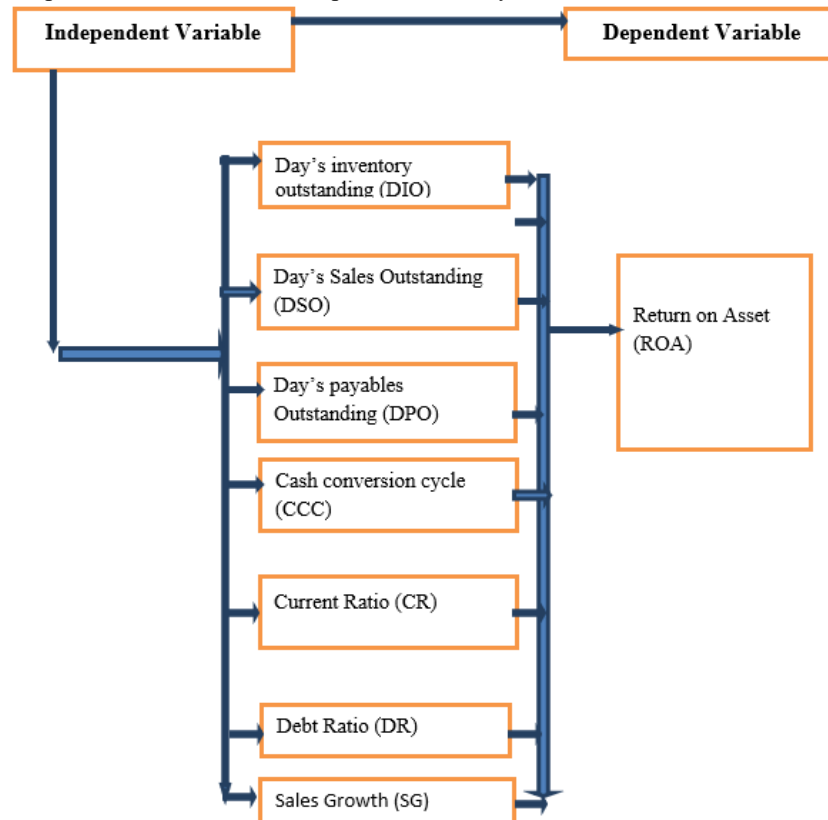 Independent Variable
Dependent Variable
Day’s inventory
outstanding (DIO)
Day’s Sales Outstanding
(DSO)
Day’s payables
Outstanding (DPO)
Cash conversion cycle
(CCC)
Current Ratio (CR)
Debt Ratio (DR)
Sales Growth (SG)
Return on Asset
(ROA)